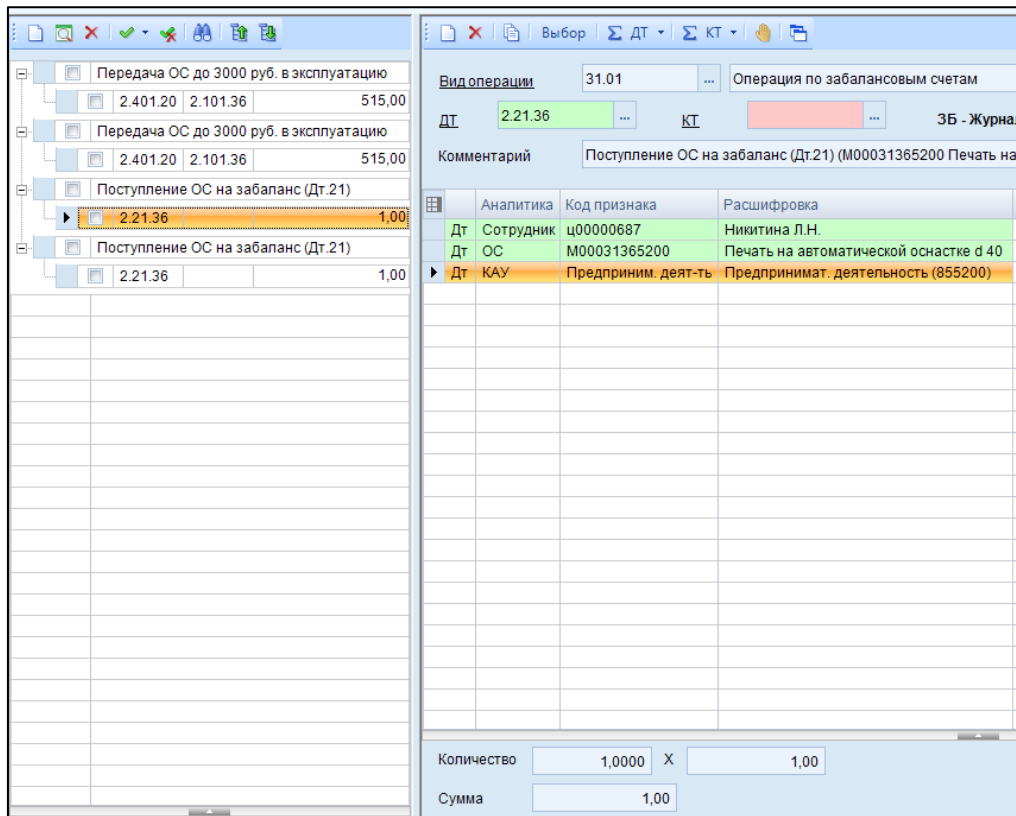 Выбор Σ ДТ Σ КТ
Передача ОС до 3000 руб. в эксплуатацию
2.401.20 2.101.36 515,00
Передача ОС до 3000 руб. в эксплуатацию
2.401.20 2.101.36 515,00
Поступление ОС на забаланс (Дт.21)
2.21.36 1,00
Поступление ОС на забаланс (Дт.21)
2.21.36 1,00
Вид операции 31.01 ... Операция по забалансовым счетам
ДТ 2.21.36 ... КТ ... ЗБ - Журна
Комментарий Поступление ОС на забаланс (Дт.21) (М00031365200 Печать на
Аналитика Код признака Расшифровка
Дт Сотрудник ц00000687 Никитина Л.Н.
Дт ОС М00031365200 Печать на автоматической оснастке d 40
Дт КАУ Предприним. деят-ть Предпринимат. деятельность (855200)
Количество 1,0000 X 1,00
Сумма 1,00